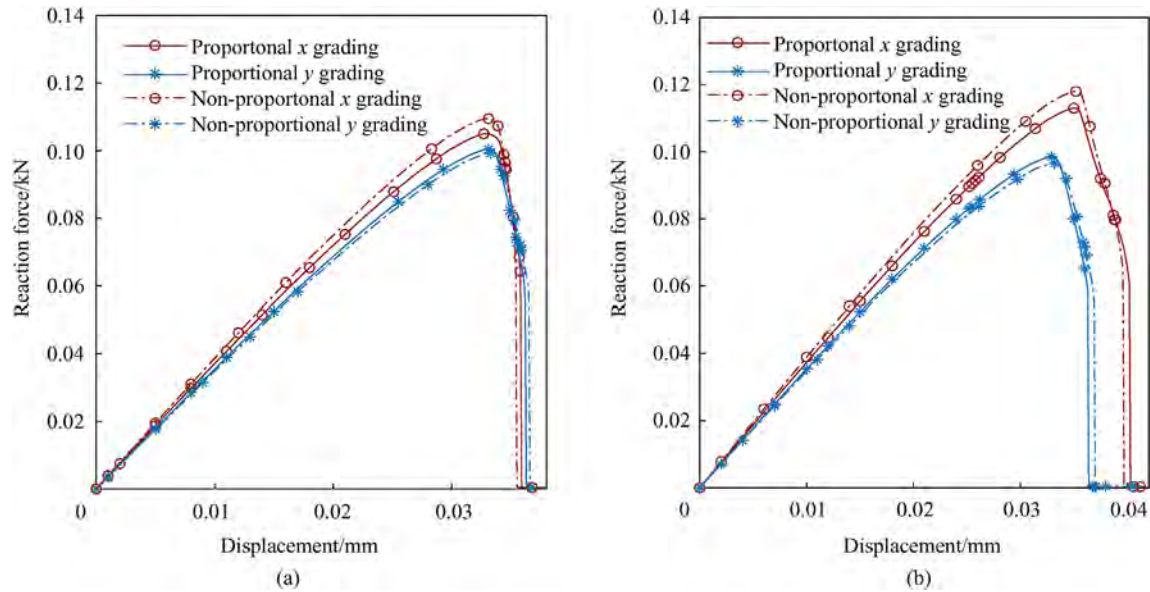 0.14
Proportonal x grading
Proportional y grading
Non-proportonal x grading
Non-proportional y grading
0.12
0.10
0.08
0.06
0.04
0.02
Reaction force/kN
0 0.01 0.02 0.03
Displacement/mm
(a)
0.14
Proportonal x grading
Proportional y grading
Non-proportonal x grading
Non-proportional y grading
0.12
0.10
0.08
0.06
0.04
0.02
Reaction force/kN
0 0.01 0.02 0.03 0.04
Displacement/mm
(b)